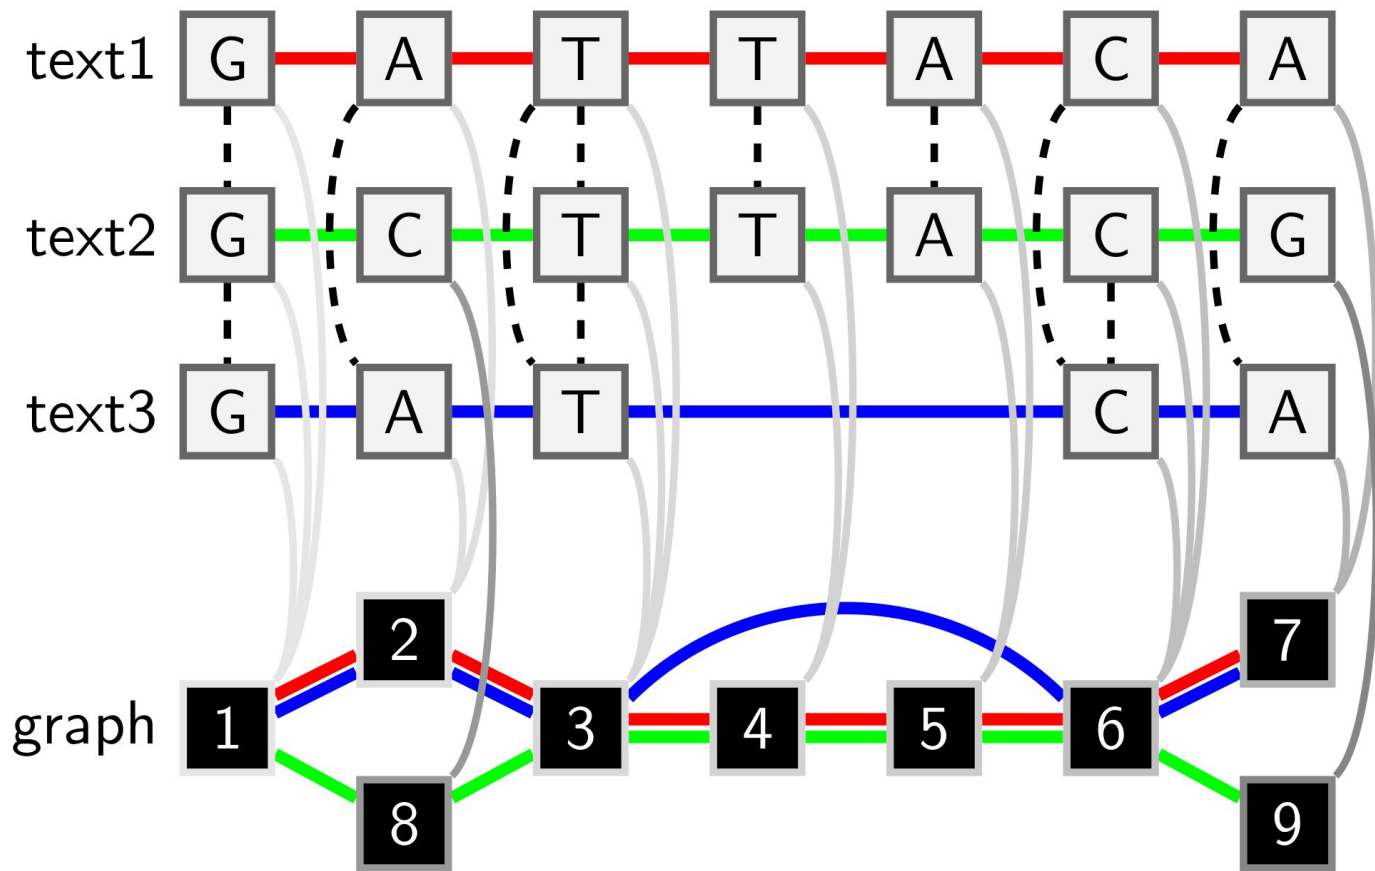 text1 G A T T A C A
text2 G C T T A C G
text3 G A T C A
2 7
graph 1 3 4 5 6
8 9